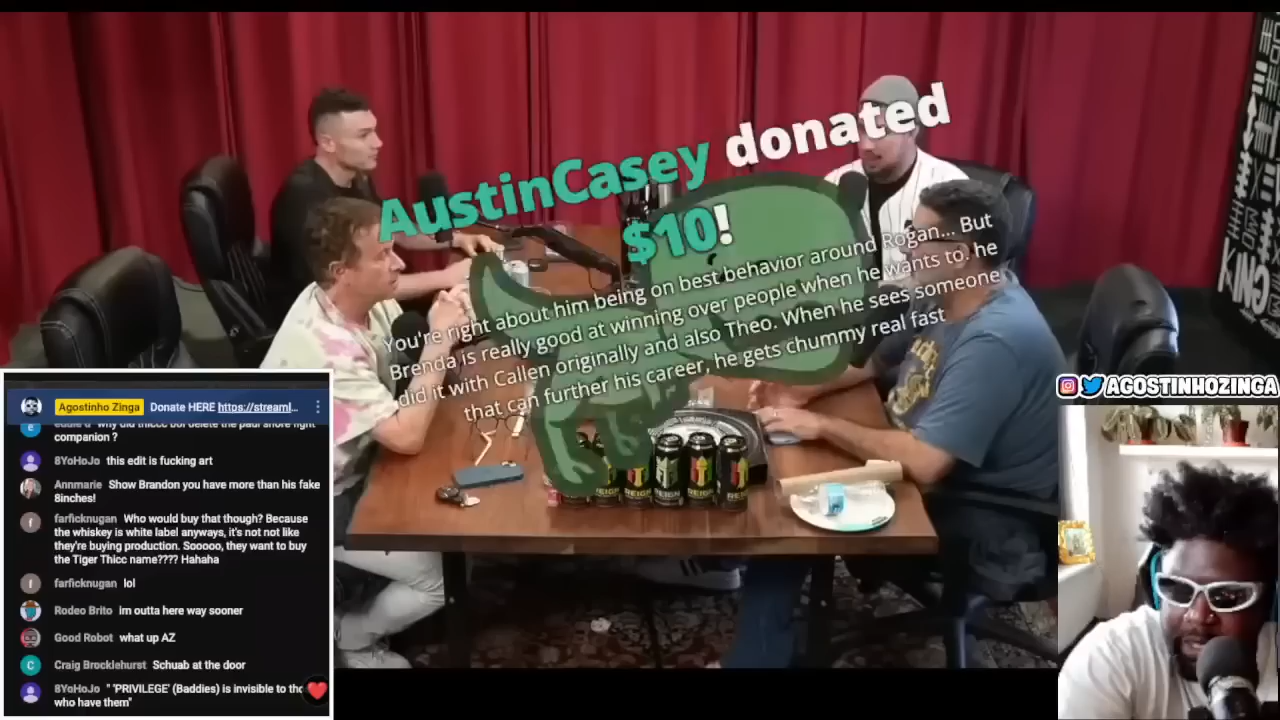 AustinCasey donated
$10!
You're right about him being on best behavior around Rogan... But
Brenda is really good at winning over people when he wants to. he
did it with Callen originally and also Theo. When he sees someone
that can further his career, he gets chummy real fast
Agostinho Zinga Donate HERE https://streaml...
companion ?
8YoHoJo this edit is fucking art
Annmarie Show Brandon you have more than his fake
8inches!
farficknugan Who would buy that though? Because
the whiskey is white label anyways, it's not not like
they're buying production. Sooooo, they want to buy
the Tiger Thicc name???? Hahaha
farficknugan lol
Rodeo Brito im outta here way sooner
Good Robot what up AZ
Craig Brocklehurst Schuab at the door
8YoHoJo " 'PRIVILEGE' (Baddies) is invisible to
who have them"
AGOSTINHOZINGA
REIGN
REIGN
REIGN
REIGN
REIGN